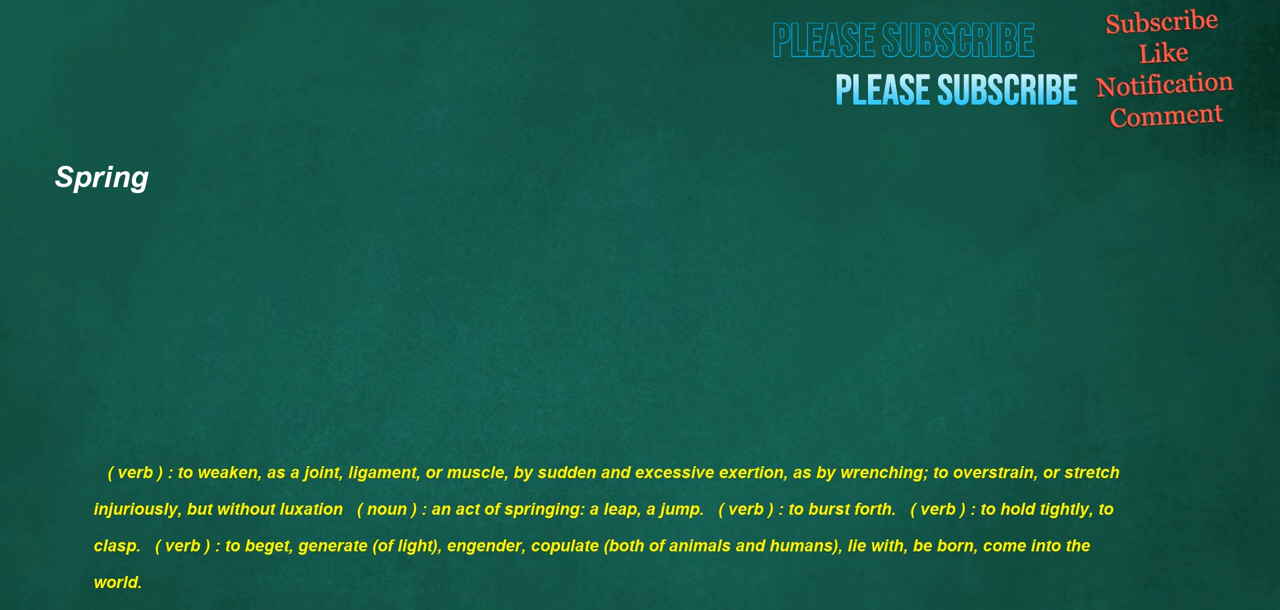 PLEASE SUBSCRIBE
PLEASE SUBSCRIBE
Subscribe
Like
Notification
Comment
Spring
( verb ) : to weaken, as a joint, ligament, or muscle, by sudden and excessive exertion, as by wrenching; to overstrain, or stretch
injuriously, but without luxation ( noun ) : an act of springing: a leap, a jump. ( verb ) : to burst forth. ( verb ) : to hold tightly, to
clasp. ( verb ) : to beget, generate (of light), engender, copulate (both of animals and humans), lie with, be born, come into the
world.